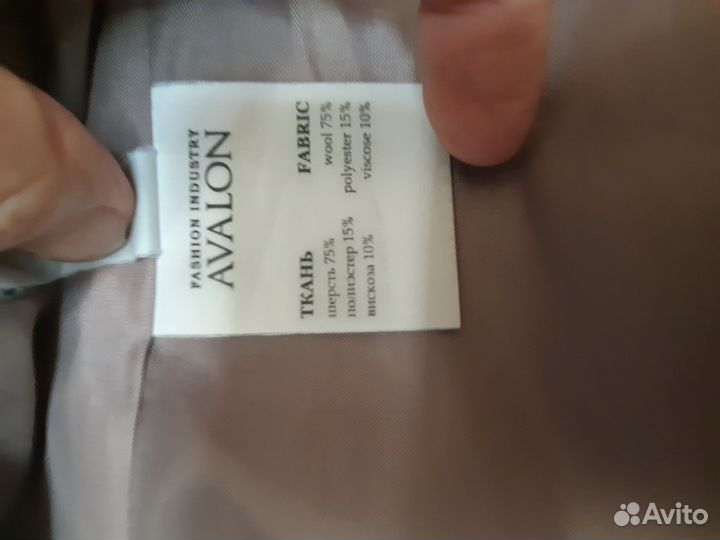 FASHION INDUSTRY
AVALON
ТКАНЬ
шерсть 75%
полиэстер 15%
вискоза 10%
FABRIC
wool 75%
polyester 15%
viscose 10%
Avito